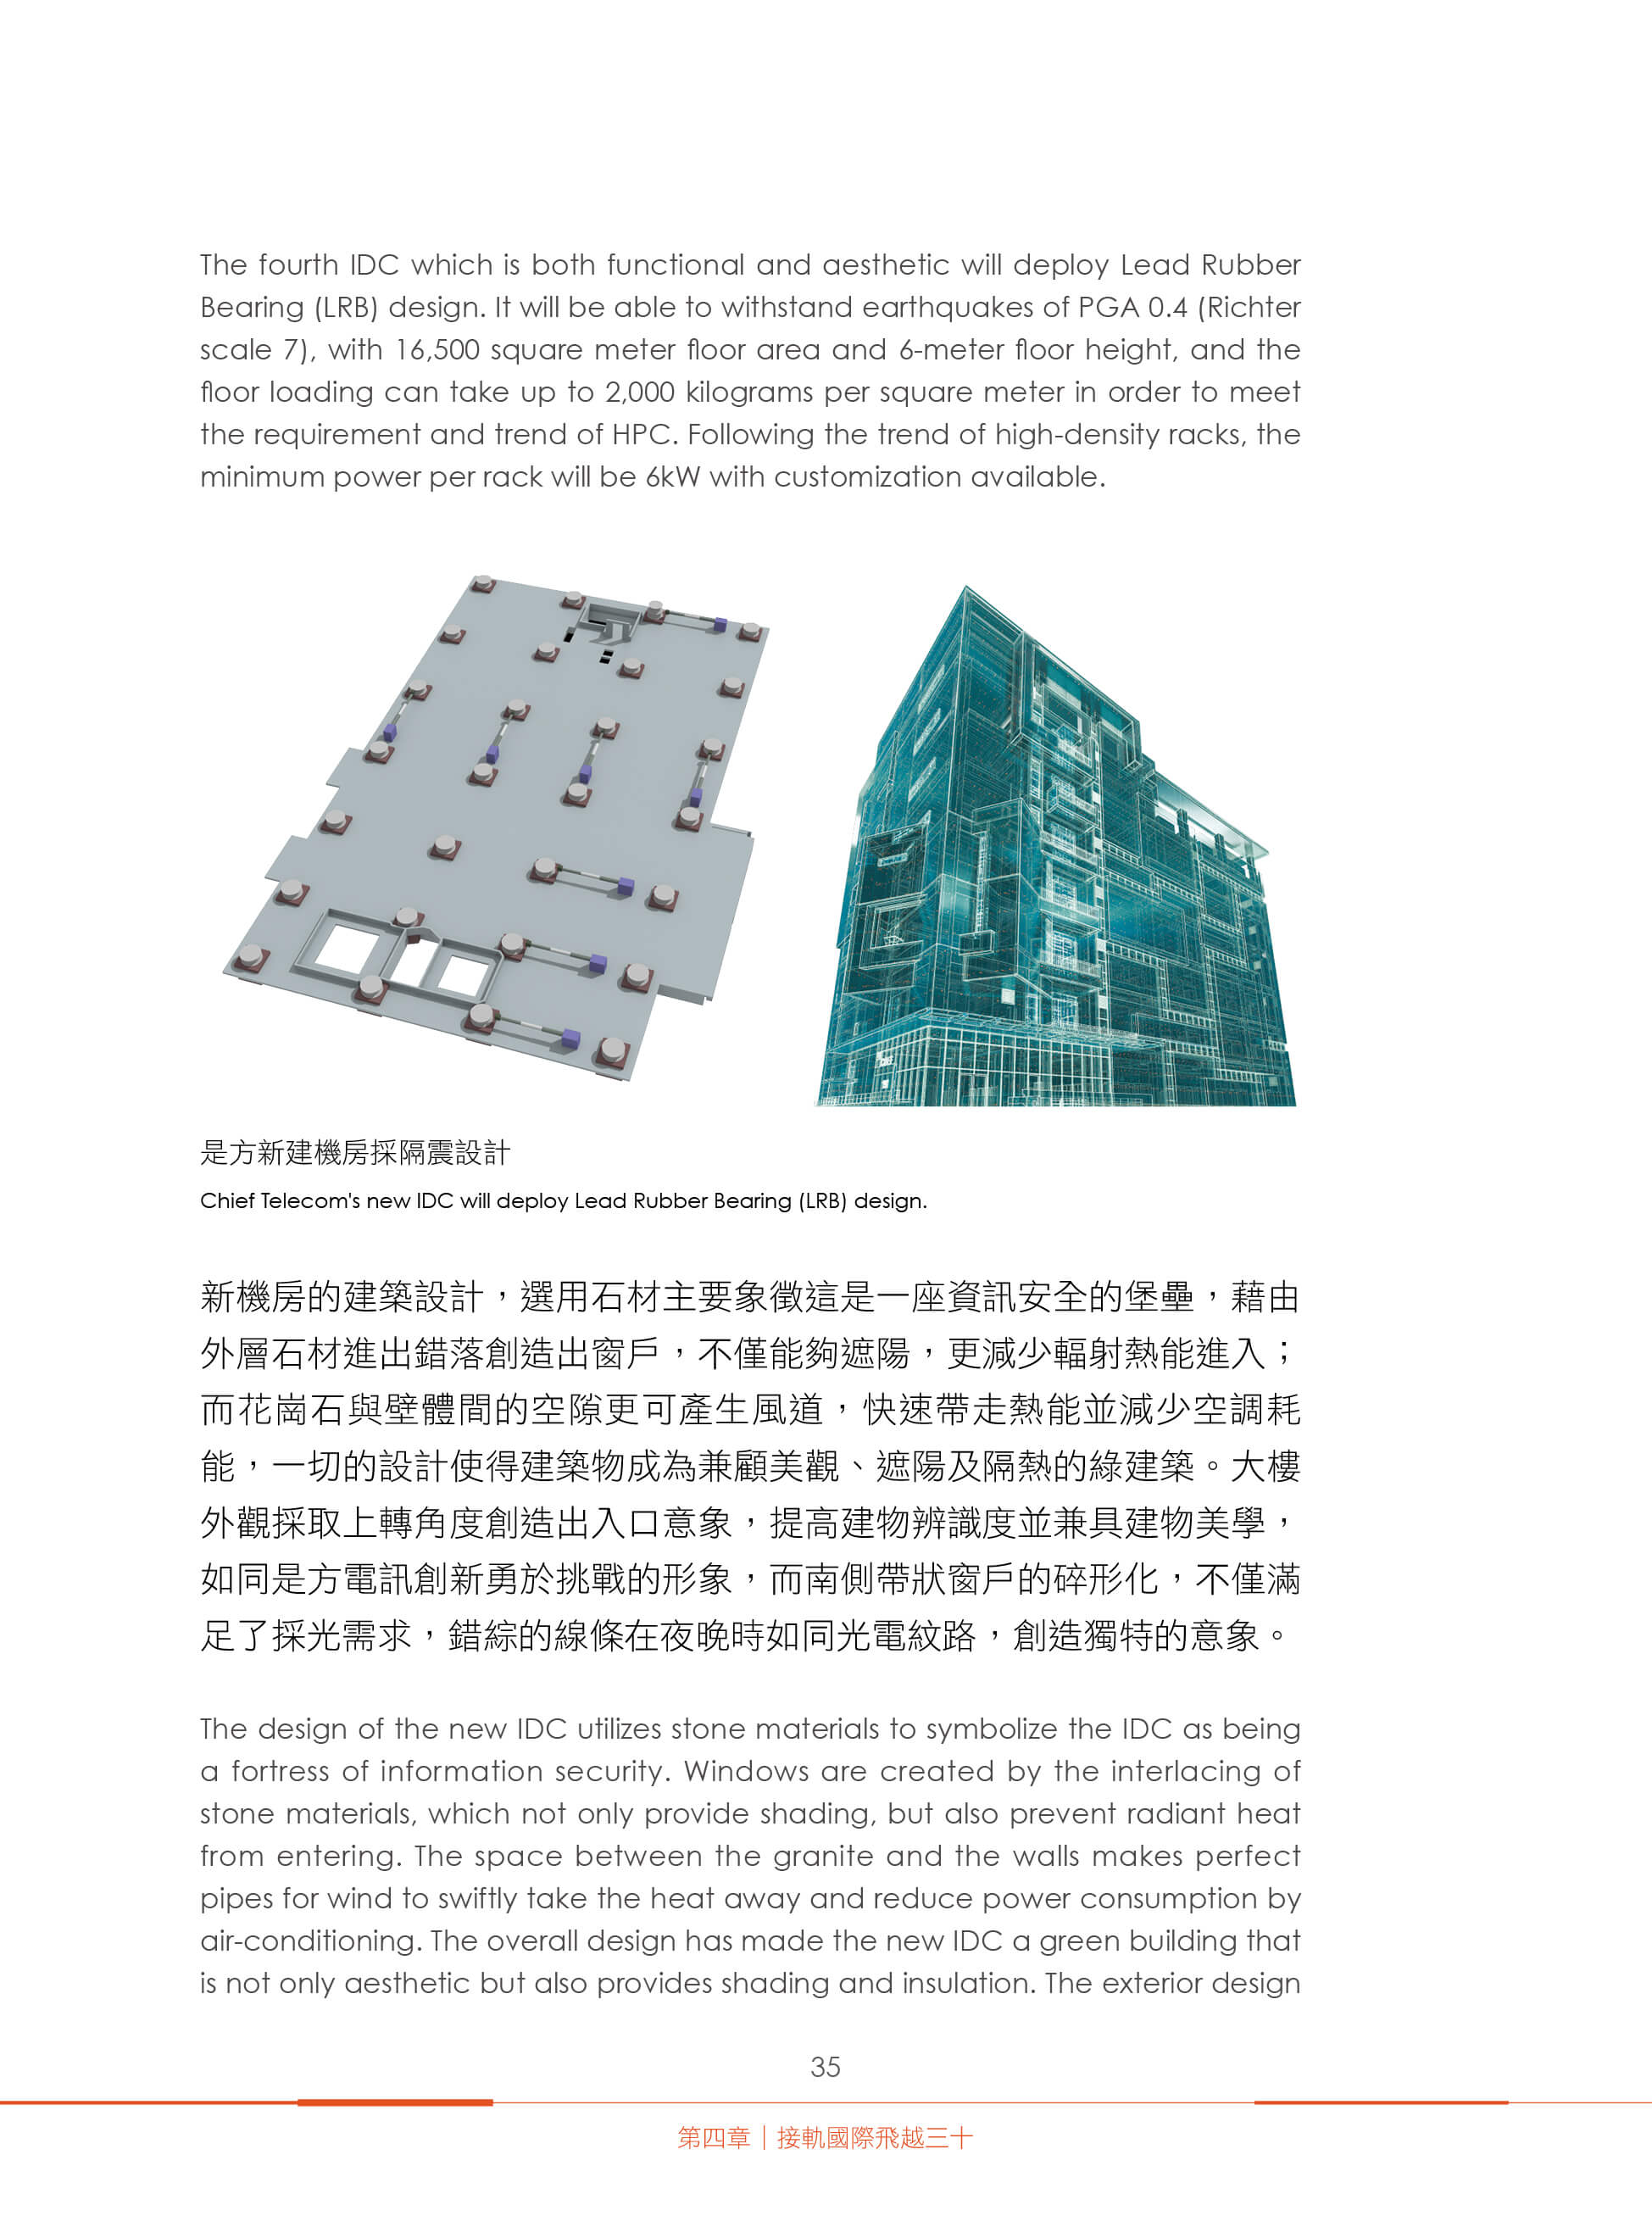 The fourth IDC which is both functional and aesthetic will deploy Lead Rubber
Bearing (LRB) design. It will be able to withstand earthquakes of PGA 0.4 (Richter
scale 7), with 16,500 square meter floor area and 6-meter floor height, and the
floor loading can take up to 2,000 kilograms per square meter in order to meet
the requirement and trend of HPC. Following the trend of high-density racks, the
minimum power per rack will be 6kW with customization available.
是方新建機房採隔震設計
Chief Telecom's new IDC will deploy Lead Rubber Bearing (LRB) design.
新機房的建築設計，選用石材主要象徵這是一座資訊安全的堡壘，藉由
外層石材進出錯落創造出窗戶，不僅能夠遮陽，更減少輻射熱能進入；
而花崗石與壁體間的空隙更可產生風道，快速帶走熱能並減少空調耗
能，一切的設計使得建築物成為兼顧美觀、遮陽及隔熱的綠建築。大樓
外觀採取上轉角度創造出入口意象，提高建物辨識度並兼具建物美學，
如同是方電訊創新勇於挑戰的形象，而南側帶狀窗戶的碎形化，不僅滿
足了採光需求，錯綜的線條在夜晚時如同光電紋路，創造獨特的意象。
The design of the new IDC utilizes stone materials to symbolize the IDC as being
a fortress of information security. Windows are created by the interlacing of
stone materials, which not only provide shading, but also prevent radiant heat
from entering. The space between the granite and the walls makes perfect
pipes for wind to swiftly take the heat away and reduce power consumption by
air-conditioning. The overall design has made the new IDC a green building that
is not only aesthetic but also provides shading and insulation. The exterior design
35
第四章｜接軌國際飛越三十